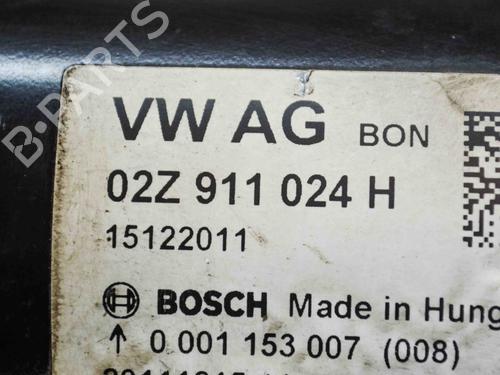 B-PARTS
VW AG BON
02Z 911 024 H
15122011
BOSCH Made in Hung
↑ 0 001 153 007 (008)